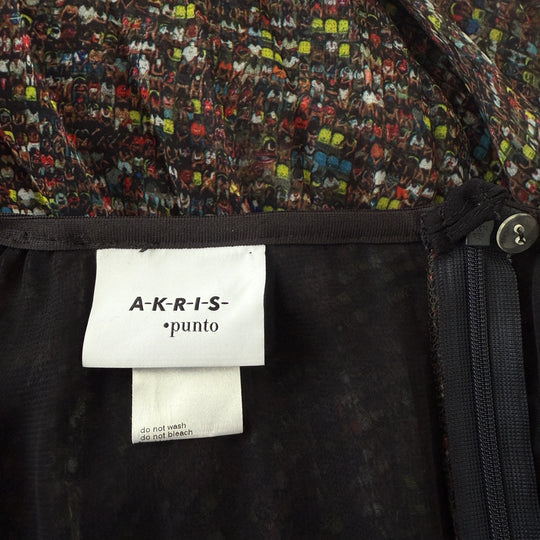 A-K-R-I-S-
•punto
do not wash
do not bleach